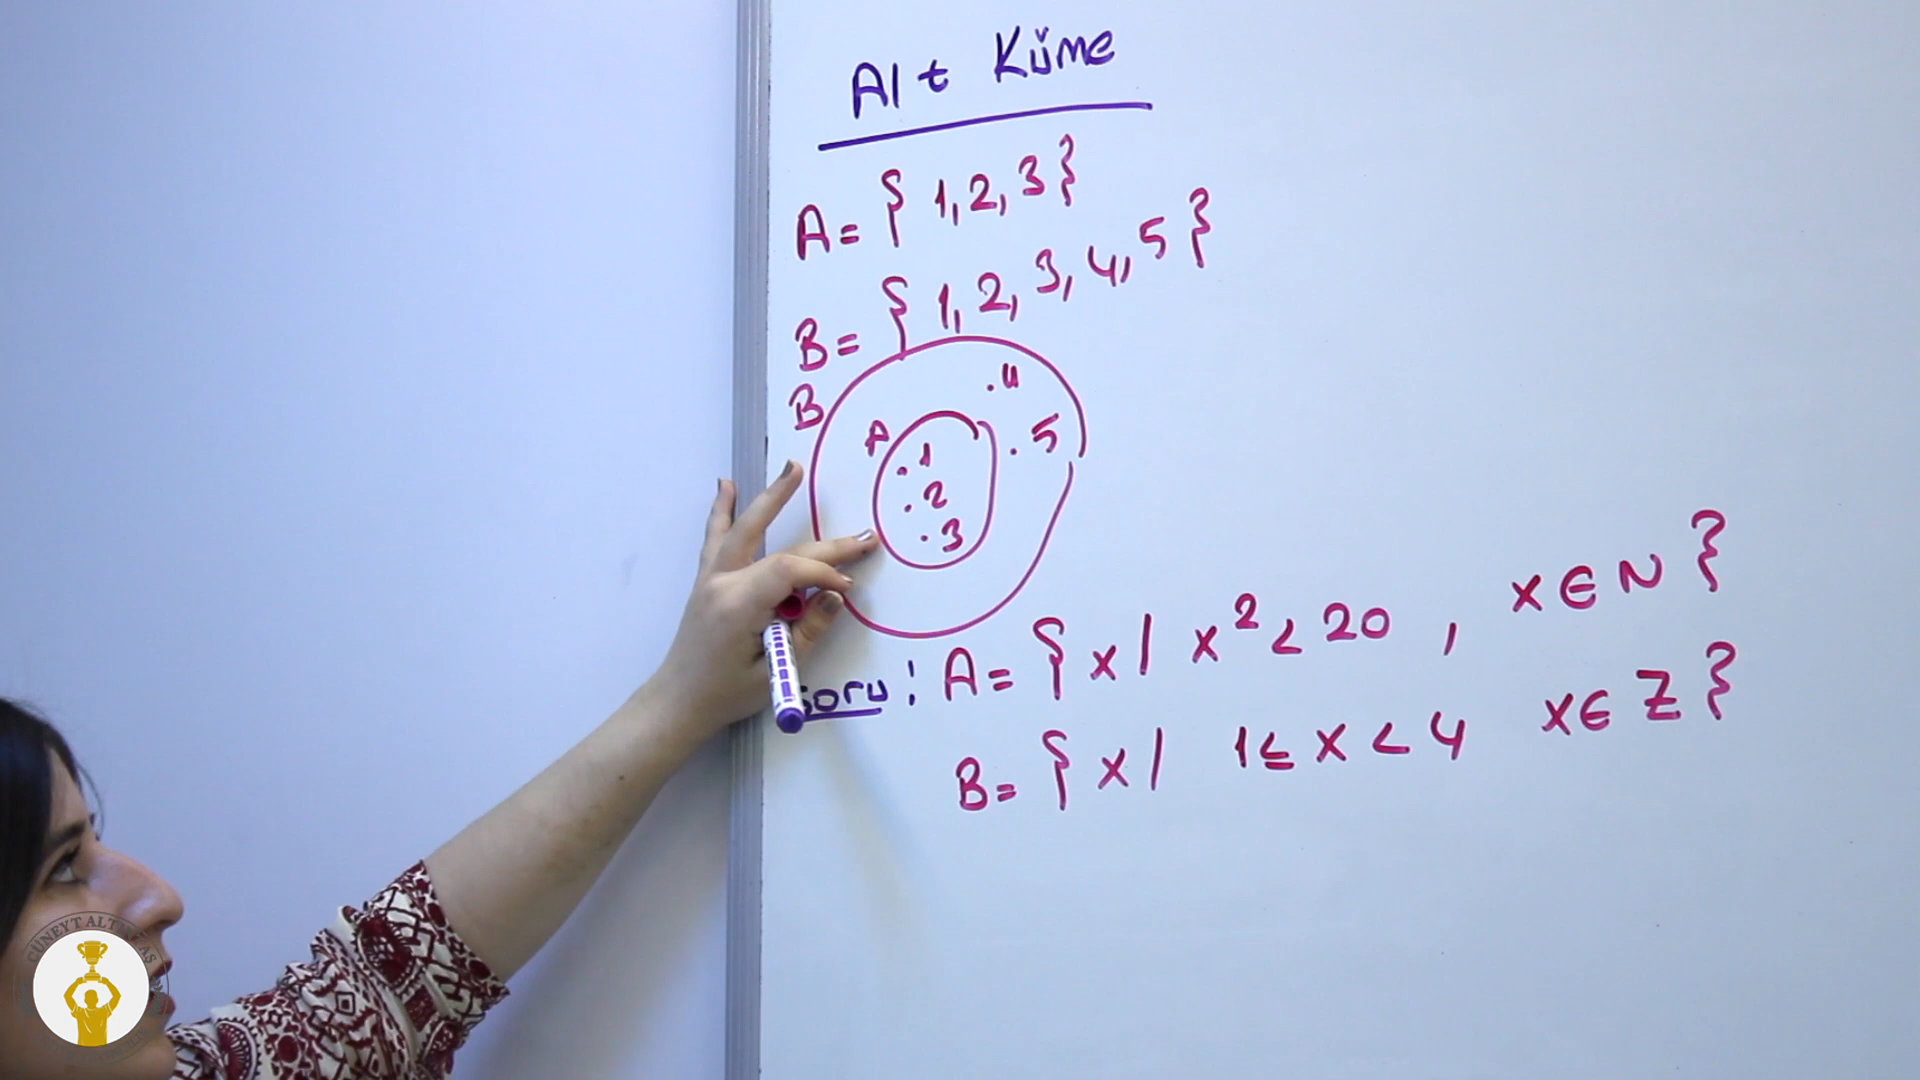 Alt Küme
A = { 1, 2, 3 }
B = { 1, 2, 3, 4, 5 }
B
A
.4
.5
.1
.2
.3
Soru : A = { x | x² < 20 , x ∈ N }
B = { x | 1 ≤ x < 4 x ∈ Z }